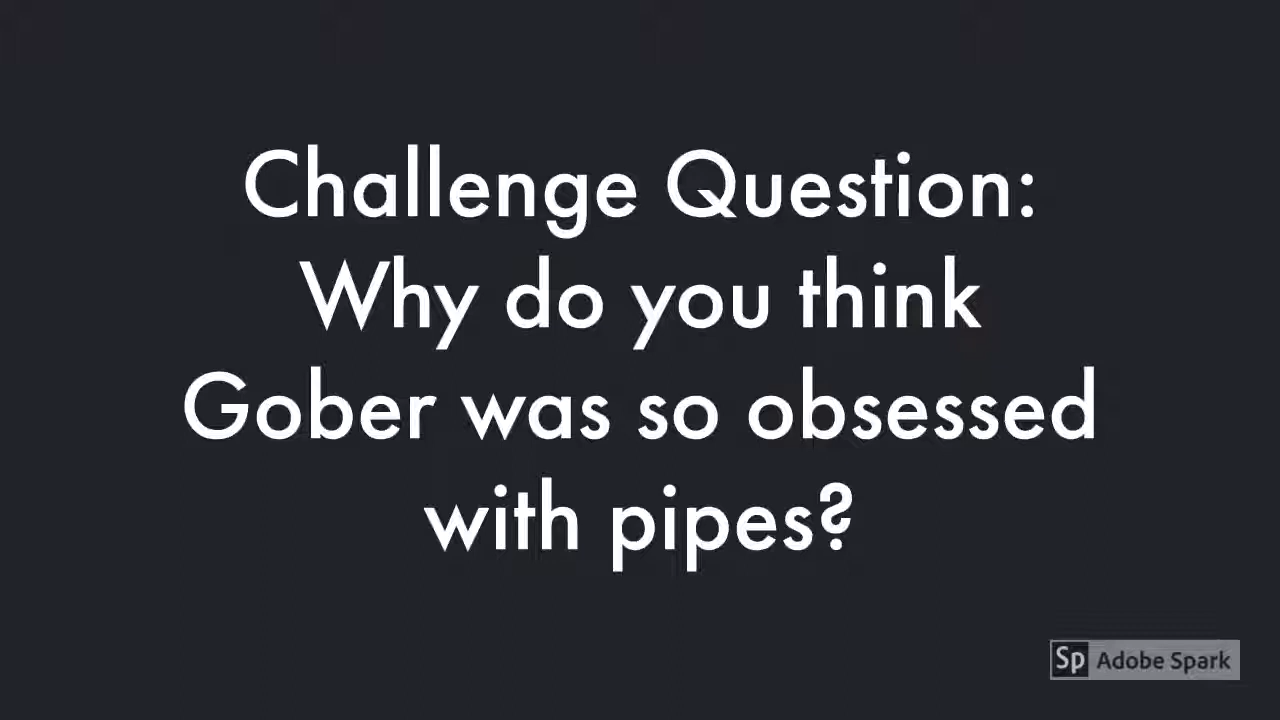 Challenge Question:
Why do you think
Gober was so obsessed
with pipes?
Sp Adobe Spark